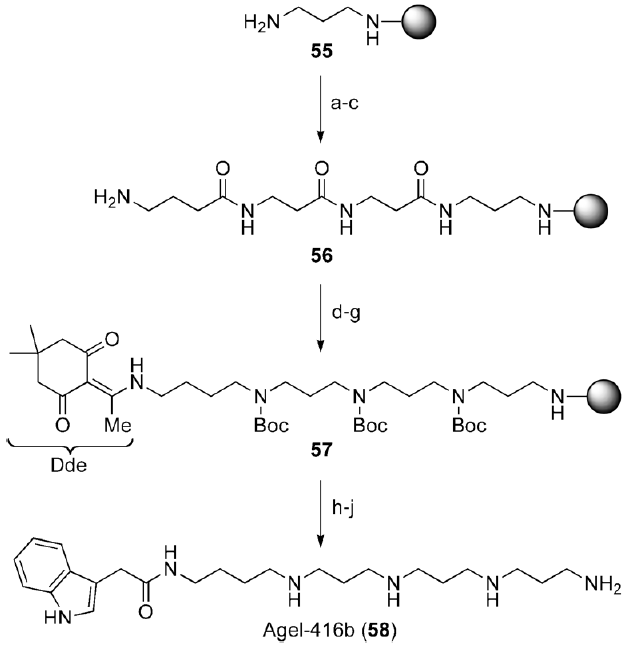 H2N N H
55
a-c
H2N O N H O N H O N H N H
56
d-g
O O H N Me N Boc N Boc N Boc N H
Dde
57
h-j
HN O H N N H N H N H NH2
Agel-416b (58)